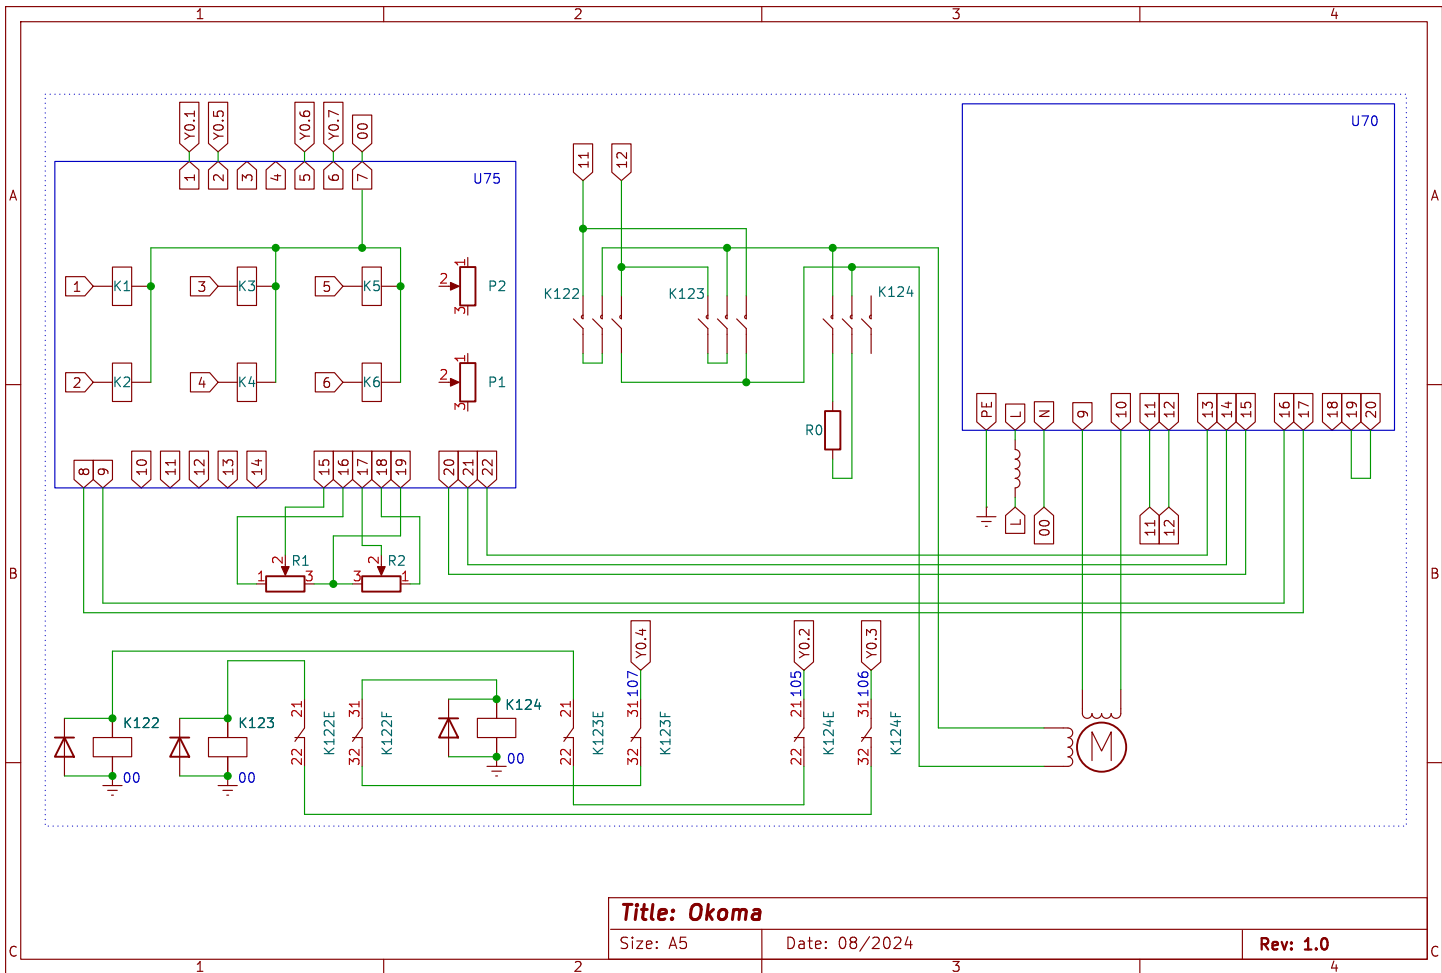 1 2 3 4
Y0.1 Y0.5 Y0.6 Y0.7 00
1 2 3 4 5 6 7
U75
11 12
U70
A A
1 K1 3 K3 5 K5 2 1 3 P2
K122 K123 K124
2 K2 4 K4 6 K6 2 1 3 P1
R0
PE L N 9 10 11 12 13 14 15 16 17 18 19 20
8 9 10 11 12 13 14 15 16 17 18 19 20 21 22
L 00 11 12
B B
1 2 3 R1 3 2 1 R2
Y0.4 Y0.2 Y0.3
107 105 106
K122 K123 K124
21 22 K122E 31 32 K122F
21 22 K123E 31 32 K123F
21 22 K124E 31 32 K124F
00 00 00
M
Title: Okoma
Size: A5 Date: 08/2024 Rev: 1.0
C C
1 2 3 4